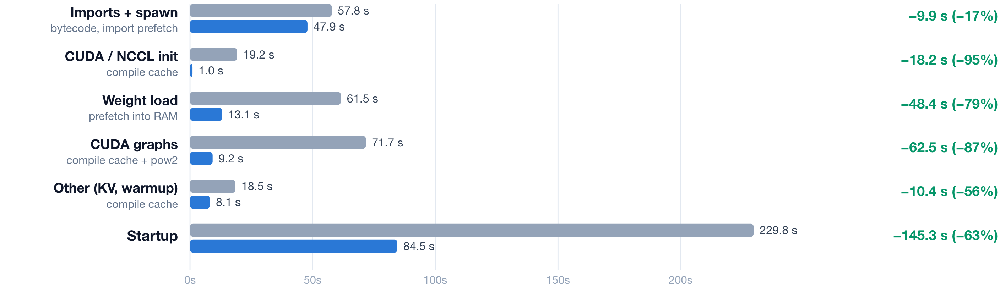 Imports + spawn
57.8 s
bytecode, import prefetch
47.9 s
−9.9 s (−17%)
CUDA / NCCL init
19.2 s
compile cache
1.0 s
−18.2 s (−95%)
Weight load
61.5 s
prefetch into RAM
13.1 s
−48.4 s (−79%)
CUDA graphs
71.7 s
compile cache + pow2
9.2 s
−62.5 s (−87%)
Other (KV, warmup)
18.5 s
compile cache
8.1 s
−10.4 s (−56%)
Startup
229.8 s
84.5 s
−145.3 s (−63%)
0s 50s 100s 150s 200s